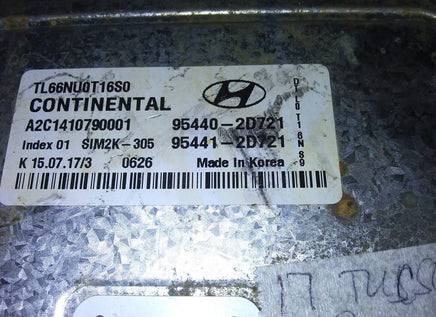 TL66NU0T16S0
CONTINENTAL
A2C1410790001 95440-2D721
Index 01 SIM2K-305 95441-2D721
K 15.07.17/3 0626 Made in Korea
17 TUCSO